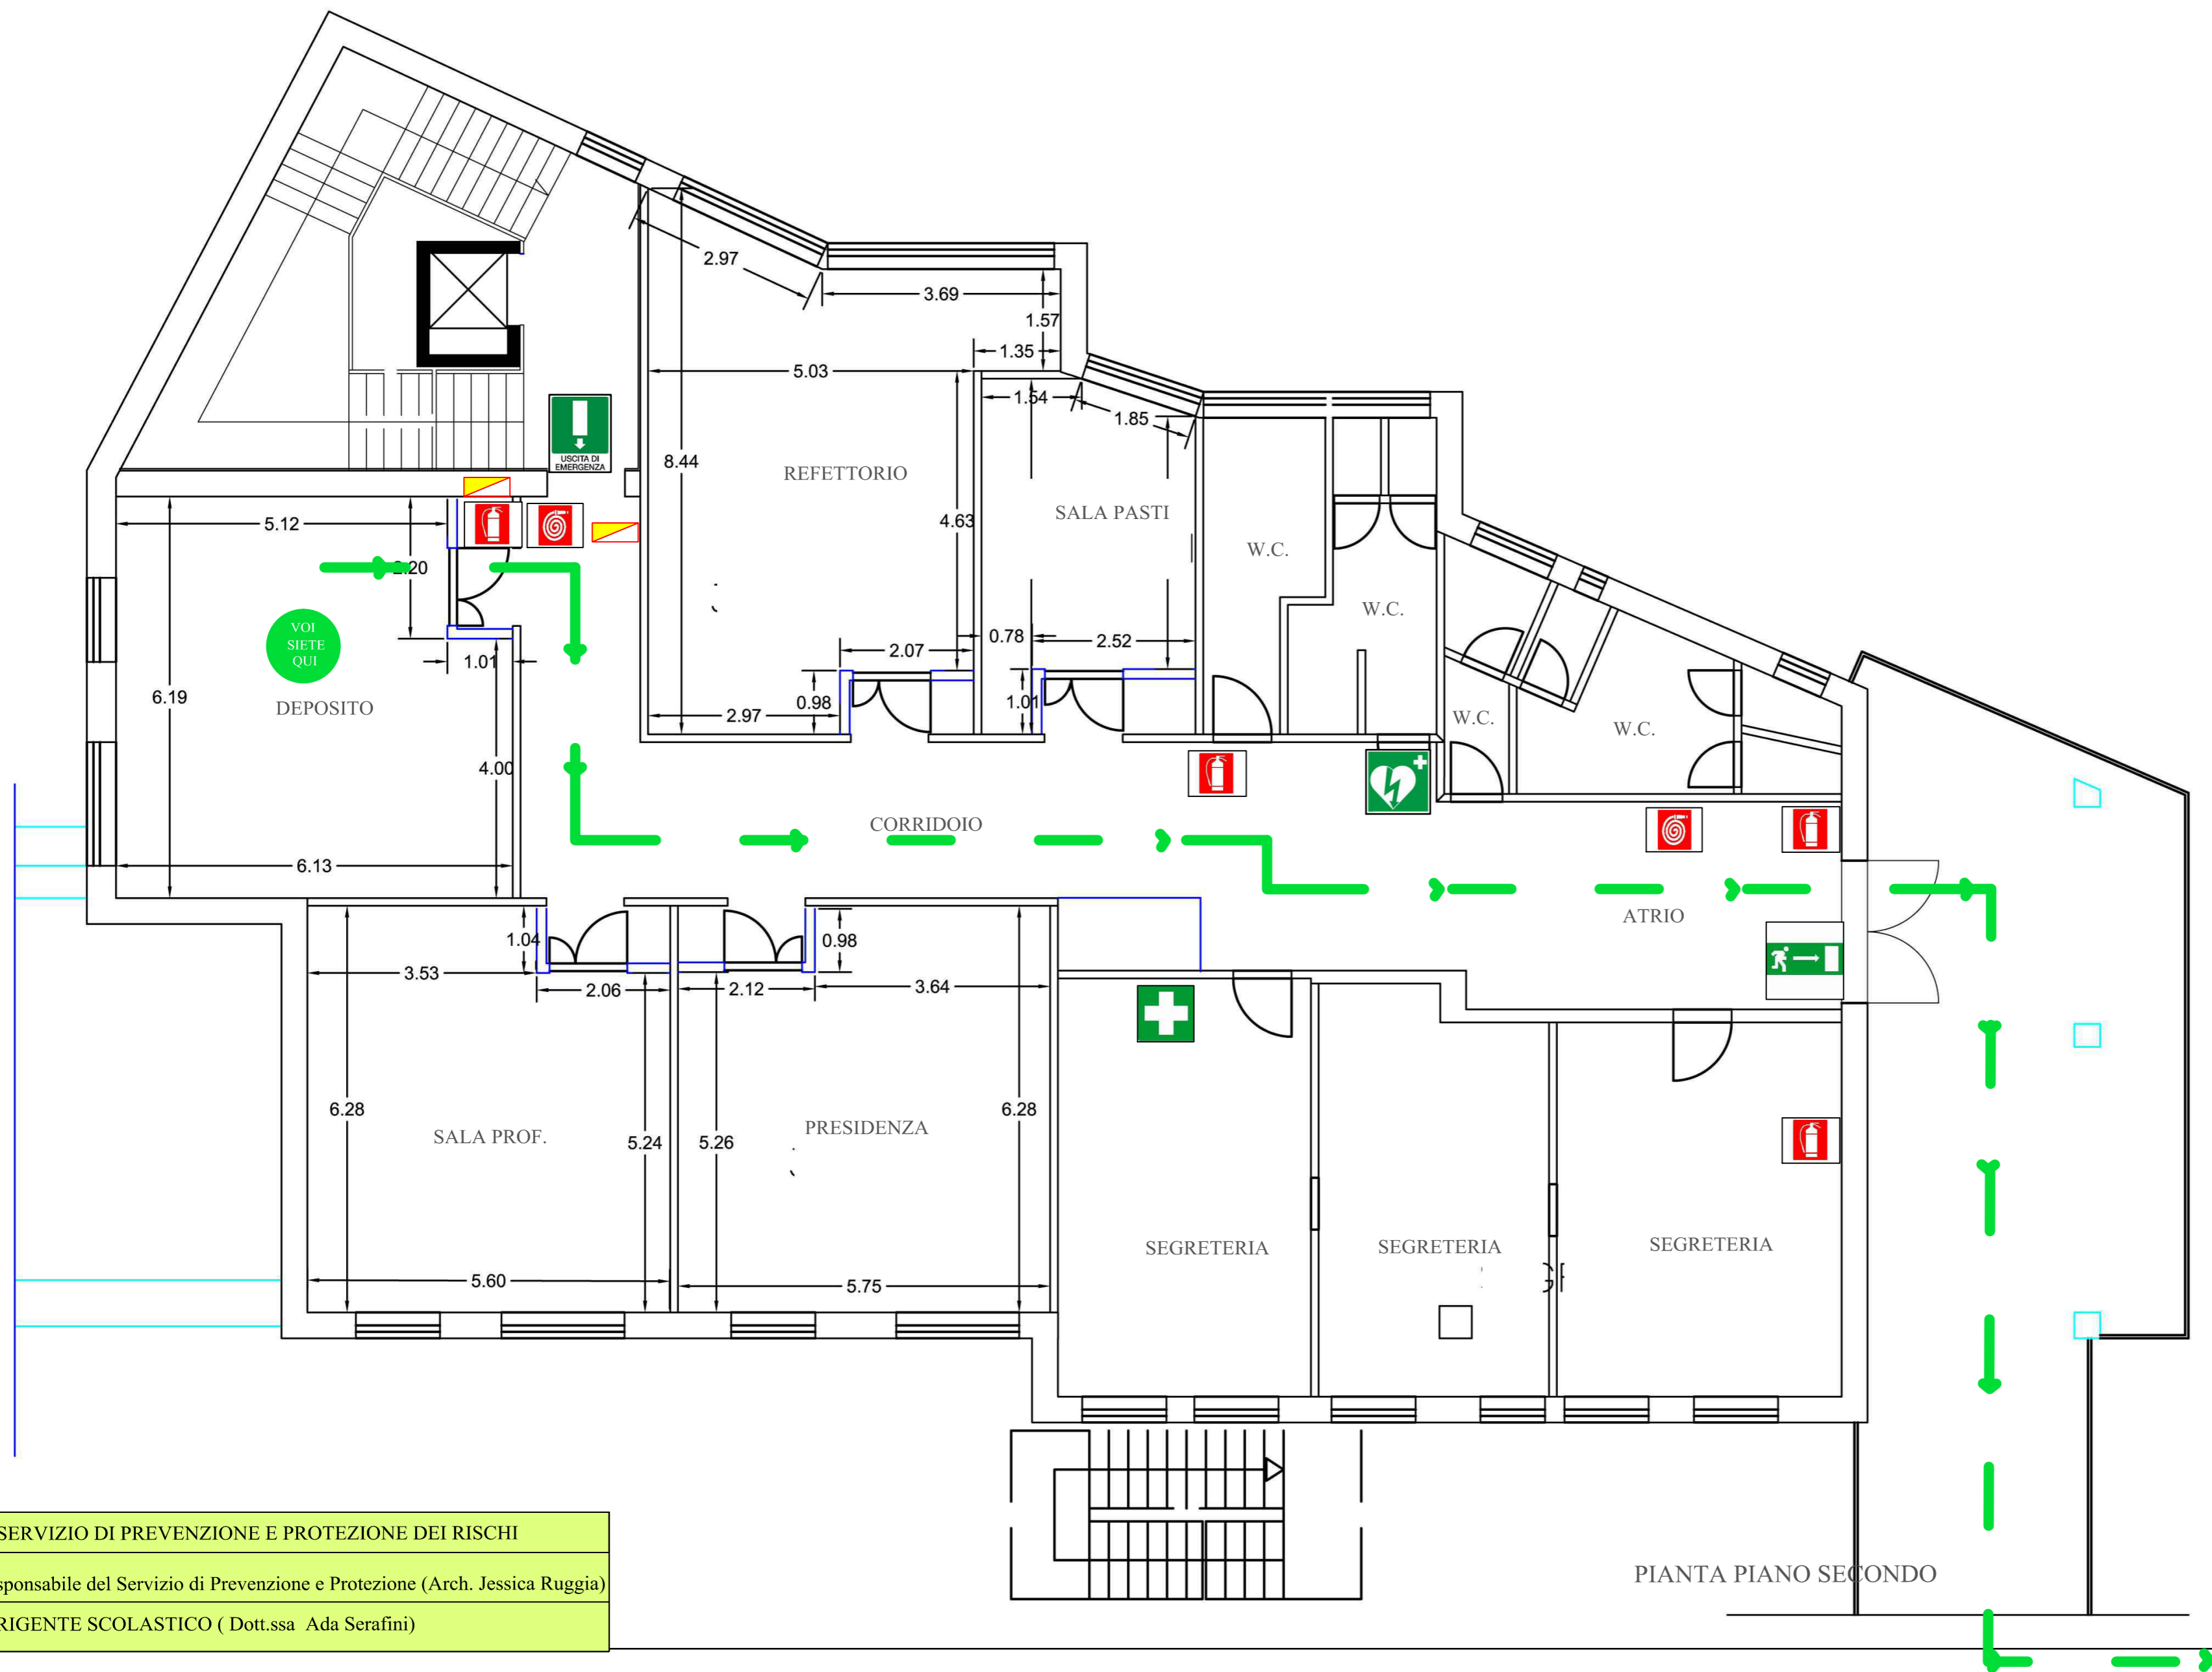 2.97
3.69
1.57
1.35
5.03
1.54
1.85
USCITA DI
EMERGENZA
8.44
REFETTORIO
4.63
SALA PASTI
5.12
W.C.
2.20
W.C.
VOI
SIETE
QUI
0.78
2.52
2.07
1.01
6.19
DEPOSITO
0.98
1.01
2.97
W.C.
W.C.
4.00
CORRIDOIO
6.13
ATRIO
1.04
0.98
3.53
2.06
2.12
3.64
6.28
6.28
SALA PROF.
5.24
5.26
PRESIDENZA
SEGRETERIA
SEGRETERIA
SEGRETERIA
5.60
5.75
SERVIZIO DI PREVENZIONE E PROTEZIONE DEI RISCHI
sponsabile del Servizio di Prevenzione e Protezione (Arch. Jessica Ruggia)
RIGENTE SCOLASTICO ( Dott.ssa Ada Serafini)
PIANTA PIANO SECONDO